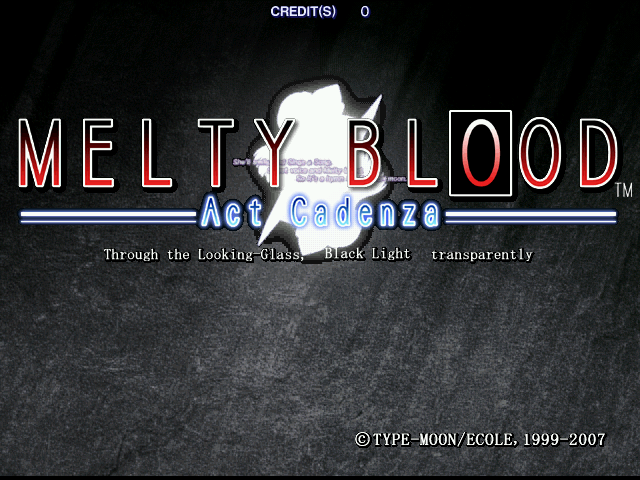 CREDIT(S) 0
MELTY BLOOD TM
Act Cadenza
Through the Looking-Glass, Black Light transparently
©TYPE-MOON/ECOLE, 1999-2007